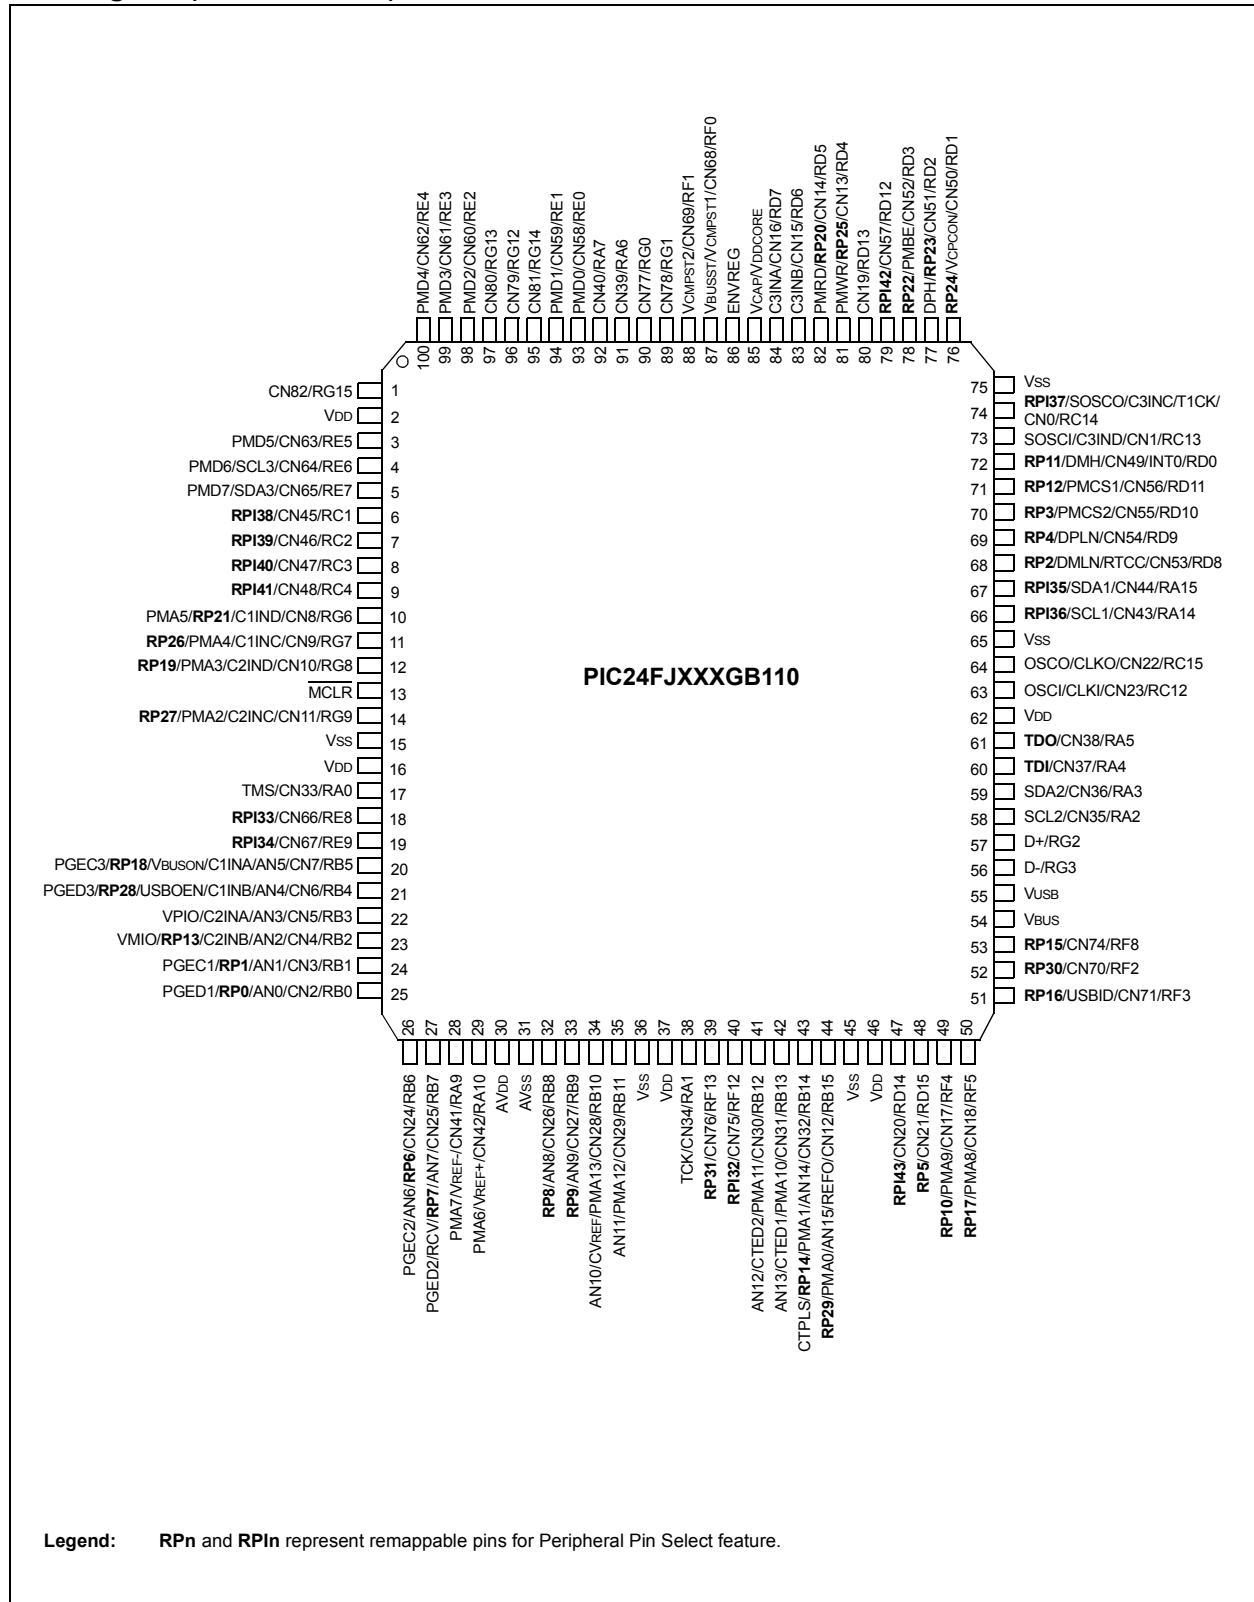 PMD4/CN62/RE4
PMD3/CN61/RE3
PMD2/CN60/RE2
CN80/RG13
CN79/RG12
CN81/RG14
PMD1/CN59/RE1
PMD0/CN58/RE0
CN40/RA7
CN39/RA6
CN77/RG0
CN78/RG1
VCMPST2/CN69/RF1
VBUSST/VCMPST1/CN68/RF0
ENVREG
VCAP/VDDCORE
C3INA/CN16/RD7
C3INB/CN15/RD6
PMRD/RP20/CN14/RD5
PMWR/RP25/CN13/RD4
CN19/RD13
RPI42/CN57/RD12
RP22/PMBE/CN52/RD3
DPH/RP23/CN51/RD2
RP24/VCPCON/CN50/RD1
100 99 98 97 96 95 94 93 92 91 90 89 88 87 86 85 84 83 82 81 80 79 78 77 76
CN82/RG15 1
VDD 2
PMD5/CN63/RE5 3
PMD6/SCL3/CN64/RE6 4
PMD7/SDA3/CN65/RE7 5
RPI38/CN45/RC1 6
RPI39/CN46/RC2 7
RPI40/CN47/RC3 8
RPI41/CN48/RC4 9
PMA5/RP21/C1IND/CN8/RG6 10
RP26/PMA4/C1INC/CN9/RG7 11
RP19/PMA3/C2IND/CN10/RG8 12
MCLR 13
RP27/PMA2/C2INC/CN11/RG9 14
VSS 15
VDD 16
TMS/CN33/RA0 17
RPI33/CN66/RE8 18
RPI34/CN67/RE9 19
PGEC3/RP18/VBUSON/C1INA/AN5/CN7/RB5 20
PGED3/RP28/USBOEN/C1INB/AN4/CN6/RB4 21
VPIO/C2INA/AN3/CN5/RB3 22
VMIO/RP13/C2INB/AN2/CN4/RB2 23
PGEC1/RP1/AN1/CN3/RB1 24
PGED1/RP0/AN0/CN2/RB0 25
PIC24FJXXXGB110
75 VSS
74 RPI37/SOSCO/C3INC/T1CK/
CN0/RC14
73 SOSCI/C3IND/CN1/RC13
72 RP11/DMH/CN49/INT0/RD0
71 RP12/PMCS1/CN56/RD11
70 RP3/PMCS2/CN55/RD10
69 RP4/DPLN/CN54/RD9
68 RP2/DMLN/RTCC/CN53/RD8
67 RPI35/SDA1/CN44/RA15
66 RPI36/SCL1/CN43/RA14
65 VSS
64 OSCO/CLKO/CN22/RC15
63 OSCI/CLKI/CN23/RC12
62 VDD
61 TDO/CN38/RA5
60 TDI/CN37/RA4
59 SDA2/CN36/RA3
58 SCL2/CN35/RA2
57 D+/RG2
56 D-/RG3
55 VUSB
54 VBUS
53 RP15/CN74/RF8
52 RP30/CN70/RF2
51 RP16/USBID/CN71/RF3
26 27 28 29 30 31 32 33 34 35 36 37 38 39 40 41 42 43 44 45 46 47 48 49 50
PGEC2/AN6/RP6/CN24/RB6
PGED2/RCV/RP7/AN7/CN25/RB7
PMA7/VREF-/CN41/RA9
PMA6/VREF+/CN42/RA10
AVDD
AVSS
RP8/AN8/CN26/RB8
RP9/AN9/CN27/RB9
AN10/CVREF/PMA13/CN28/RB10
AN11/PMA12/CN29/RB11
VSS
VDD
TCK/CN34/RA1
RP31/CN76/RF13
RPI32/CN75/RF12
AN12/CTED2/PMA11/CN30/RB12
AN13/CTED1/PMA10/CN31/RB13
CTPLS/RP14/PMA1/AN14/CN32/RB14
RP29/PMA0/AN15/REFO/CN12/RB15
VSS
VDD
RPI43/CN20/RD14
RP5/CN21/RD15
RP10/PMA9/CN17/RF4
RP17/PMA8/CN18/RF5
Legend: RPn and RPIn represent remappable pins for Peripheral Pin Select feature.